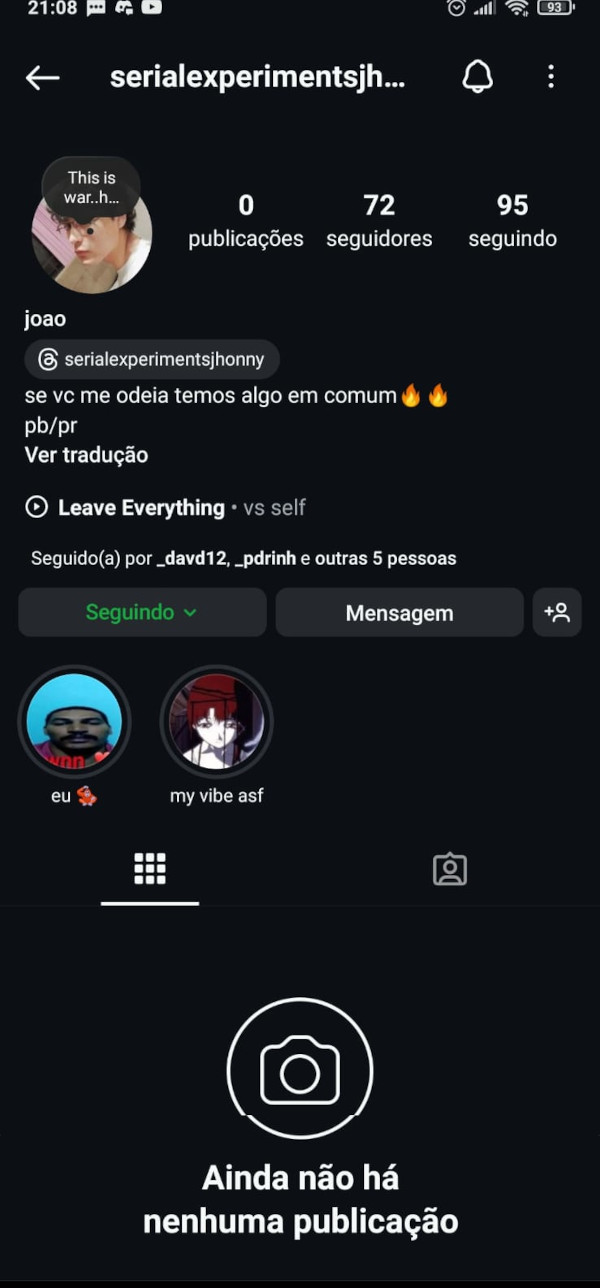 21:08
93
serialexperimentsjh...
This is
war..h...
0
publicações
72
seguidores
95
seguindo
joao
serialexperimentsjhonny
se vc me odeia temos algo em comum🔥🔥
pb/pr
Ver tradução
Leave Everything • vs self
Seguido(a) por _davd12, _pdrinh e outras 5 pessoas
Seguindo
Mensagem
eu 💃
my vibe asf
Ainda não há
nenhuma publicação